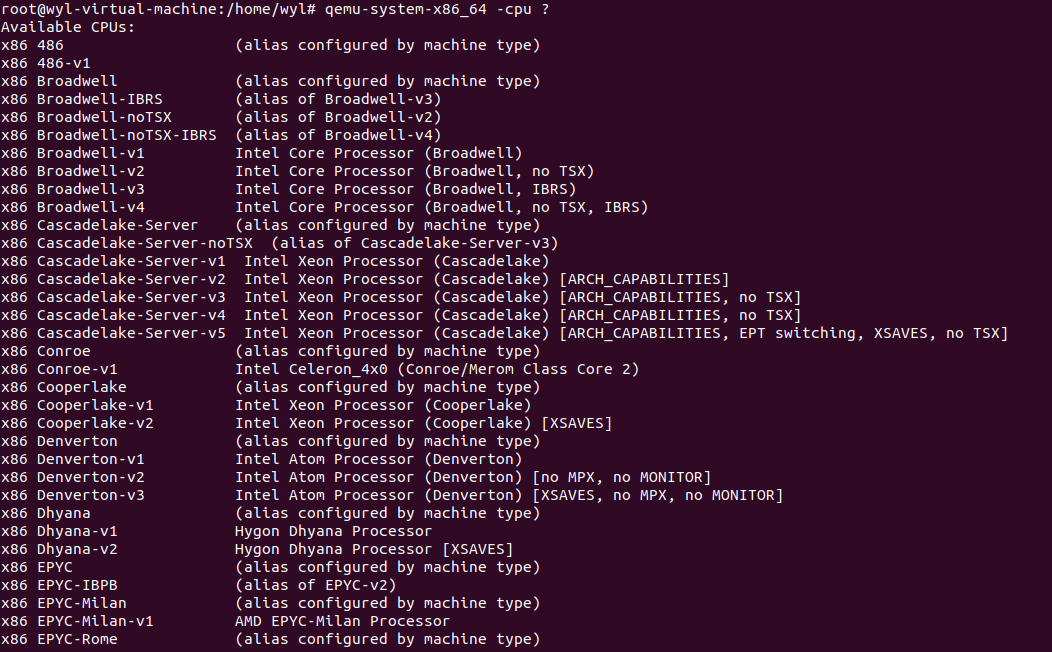 root@wyl-virtual-machine:/home/wyl# qemu-system-x86_64 -cpu ?
Available CPUs:
x86 486                   (alias configured by machine type)
x86 486-v1
x86 Broadwell             (alias configured by machine type)
x86 Broadwell-IBRS        (alias of Broadwell-v3)
x86 Broadwell-noTSX       (alias of Broadwell-v2)
x86 Broadwell-noTSX-IBRS  (alias of Broadwell-v4)
x86 Broadwell-v1          Intel Core Processor (Broadwell)
x86 Broadwell-v2          Intel Core Processor (Broadwell, no TSX)
x86 Broadwell-v3          Intel Core Processor (Broadwell, IBRS)
x86 Broadwell-v4          Intel Core Processor (Broadwell, no TSX, IBRS)
x86 Cascadelake-Server    (alias configured by machine type)
x86 Cascadelake-Server-noTSX  (alias of Cascadelake-Server-v3)
x86 Cascadelake-Server-v1  Intel Xeon Processor (Cascadelake)
x86 Cascadelake-Server-v2  Intel Xeon Processor (Cascadelake) [ARCH_CAPABILITIES]
x86 Cascadelake-Server-v3  Intel Xeon Processor (Cascadelake) [ARCH_CAPABILITIES, no TSX]
x86 Cascadelake-Server-v4  Intel Xeon Processor (Cascadelake) [ARCH_CAPABILITIES, no TSX]
x86 Cascadelake-Server-v5  Intel Xeon Processor (Cascadelake) [ARCH_CAPABILITIES, EPT switching, XSAVES, no TSX]
x86 Conroe                (alias configured by machine type)
x86 Conroe-v1             Intel Celeron_4x0 (Conroe/Merom Class Core 2)
x86 Cooperlake            (alias configured by machine type)
x86 Cooperlake-v1         Intel Xeon Processor (Cooperlake)
x86 Cooperlake-v2         Intel Xeon Processor (Cooperlake) [XSAVES]
x86 Denverton             (alias configured by machine type)
x86 Denverton-v1          Intel Atom Processor (Denverton)
x86 Denverton-v2          Intel Atom Processor (Denverton) [no MPX, no MONITOR]
x86 Denverton-v3          Intel Atom Processor (Denverton) [XSAVES, no MPX, no MONITOR]
x86 Dhyana                (alias configured by machine type)
x86 Dhyana-v1             Hygon Dhyana Processor
x86 Dhyana-v2             Hygon Dhyana Processor [XSAVES]
x86 EPYC                  (alias configured by machine type)
x86 EPYC-IBPB             (alias of EPYC-v2)
x86 EPYC-Milan            (alias configured by machine type)
x86 EPYC-Milan-v1         AMD EPYC-Milan Processor
x86 EPYC-Rome             (alias configured by machine type)